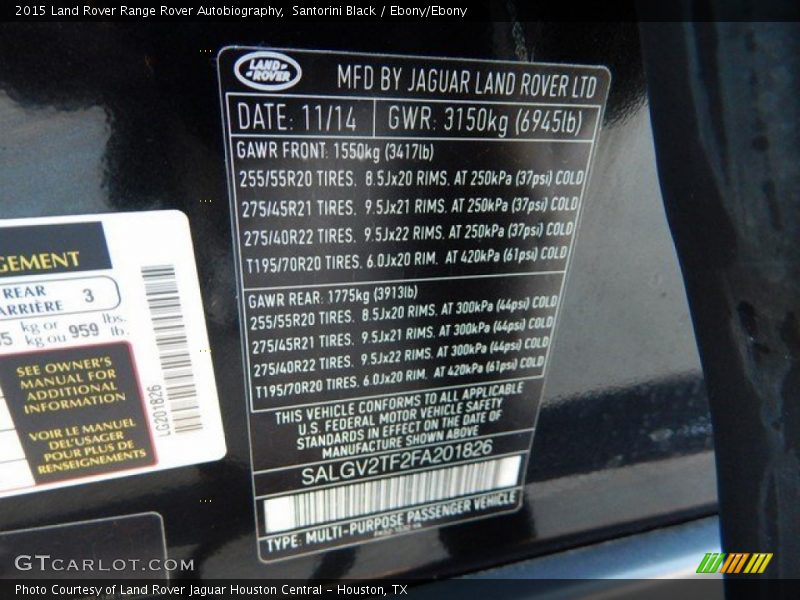 2015 Land Rover Range Rover Autobiography, Santorini Black / Ebony/Ebony
LAND
ROVER
MFD BY JAGUAR LAND ROVER LTD
DATE: 11/14 GWR: 3150kg (6945lb)
GAWR FRONT: 1550kg (3417lb)
255/55R20 TIRES. 8.5Jx20 RIMS. AT 250kPa (37psi) COLD
275/45R21 TIRES. 9.5Jx21 RIMS. AT 250kPa (37psi) COLD
275/40R22 TIRES. 9.5Jx22 RIMS. AT 250kPa (37psi) COLD
T195/70R20 TIRES. 6.0Jx20 RIM. AT 420kPa (61psi) COLD
GAWR REAR: 1775kg (3913lb)
255/55R20 TIRES. 8.5Jx20 RIMS. AT 300kPa (44psi) COLD
275/45R21 TIRES. 9.5Jx21 RIMS. AT 300kPa (44psi) COLD
275/40R22 TIRES. 9.5Jx22 RIMS. AT 300kPa (44psi) COLD
T195/70R20 TIRES. 6.0Jx20 RIM. AT 420kPa (61psi) COLD
THIS VEHICLE CONFORMS TO ALL APPLICABLE
U.S. FEDERAL MOTOR VEHICLE SAFETY
STANDARDS IN EFFECT ON THE DATE OF
MANUFACTURE SHOWN ABOVE
SALGV2TF2FA201826
TYPE: MULTI-PURPOSE PASSENGER VEHICLE
GEMENT
REAR
ARRIÈRE 3
5 kg or lbs.
kg ou 959 lb.
SEE OWNER'S
MANUAL FOR
ADDITIONAL
INFORMATION
VOIR LE MANUEL
DE L'USAGER
POUR PLUS DE
RENSEIGNEMENTS
LG201826
GTCARLOT.COM
Photo Courtesy of Land Rover Jaguar Houston Central - Houston, TX